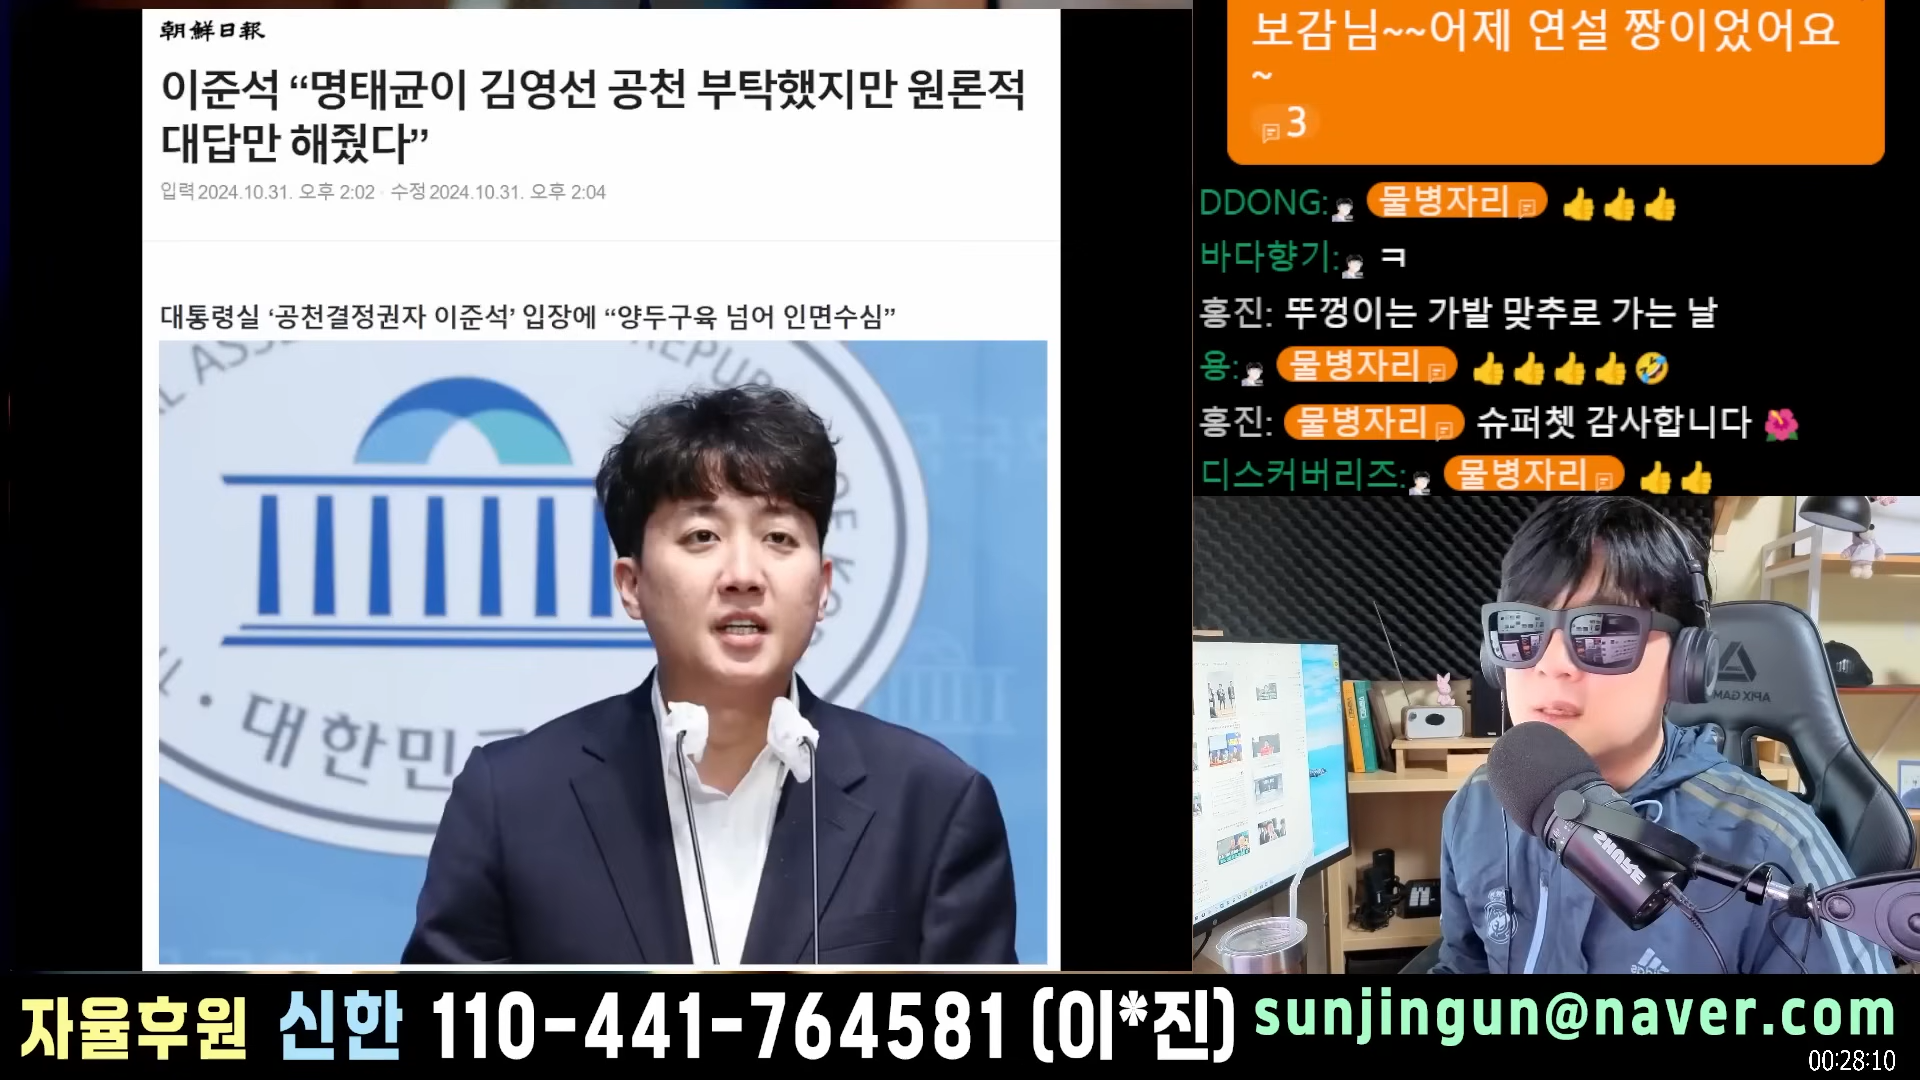 朝鮮日報
이준석 “명태균이 김영선 공천 부탁했지만 원론적
대답만 해줬다”
입력 2024.10.31. 오후 2:02 · 수정 2024.10.31. 오후 2:04
대통령실 ‘공천결정권자 이준석’ 입장에 “양두구육 넘어 인면수심”
대한민
보감님~~어제 연설 짱이었어요
~
3
DDONG: 물병자리 👍👍👍
바다향기: ㅋ
홍진: 뚜껑이는 가발 맞추로 가는 날
용: 물병자리 👍👍👍👍🤣
홍진: 물병자리 슈퍼쳇 감사합니다 🌺
디스커버리즈: 물병자리 👍👍
SHURE
자율후원 신한 110-441-764581 (이*진)
sunjingun@naver.com
00:28:10